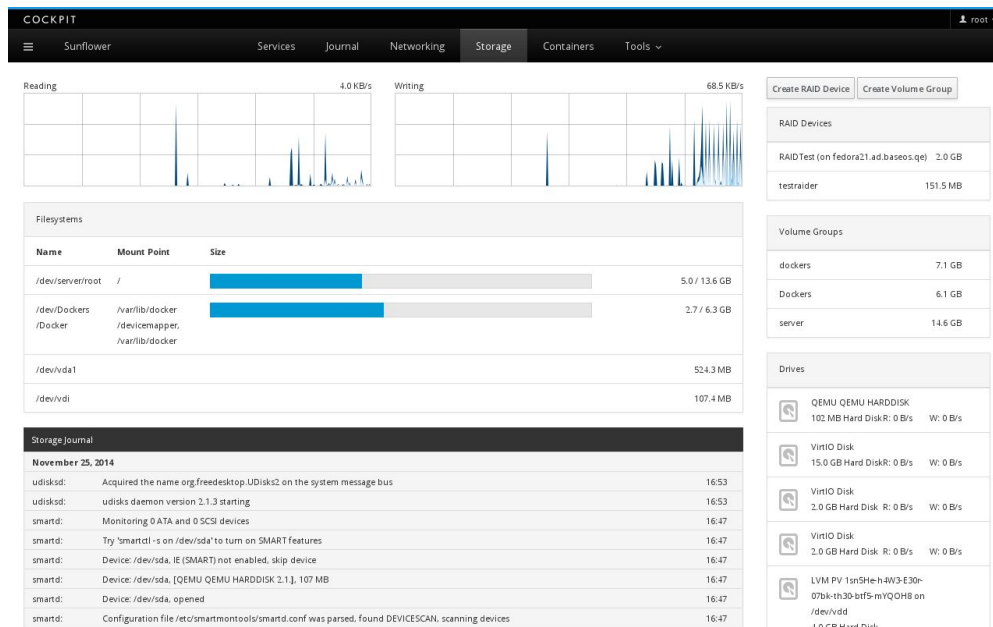 COCKPIT
root
Sunflower Services Journal Networking Storage Containers Tools
Reading 4.0 KB/s Writing 68.5 KB/s
Create RAID Device Create Volume Group
RAID Devices
RAIDTest (on fedora21.ad.baseos.qe) 2.0 GB
testraider 151.5 MB
Filesystems
Name Mount Point Size
/dev/server/root / 5.0 / 13.6 GB
/dev/Dockers /var/lib/docker 2.7 / 6.3 GB
/Docker /devicemapper,
/var/lib/docker
/dev/vda1 524.3 MB
/dev/vdi 107.4 MB
Volume Groups
dockers 7.1 GB
Dockers 6.1 GB
server 14.6 GB
Storage Journal
November 25, 2014
udisksd: Acquired the name org.freedesktop.UDisks2 on the system message bus 16:53
udisksd: udisks daemon version 2.1.3 starting 16:53
smartd: Monitoring 0 ATA and 0 SCSI devices 16:47
smartd: Try 'smartctl -s on /dev/sda' to turn on SMART features 16:47
smartd: Device: /dev/sda, IE (SMART) not enabled, skip device 16:47
smartd: Device: /dev/sda, [QEMU QEMU HARDDISK 2.1.], 107 MB 16:47
smartd: Device: /dev/sda, opened 16:47
smartd: Configuration file /etc/smartmontools/smartd.conf was parsed, found DEVICESCAN, scanning devices 16:47
Drives
QEMU QEMU HARDDISK
102 MB Hard Disk R: 0 B/s W: 0 B/s
VirtIO Disk
15.0 GB Hard Disk R: 0 B/s W: 0 B/s
VirtIO Disk
2.0 GB Hard Disk R: 0 B/s W: 0 B/s
VirtIO Disk
2.0 GB Hard Disk R: 0 B/s W: 0 B/s
LVM PV 1sn5He-h4W3-E30r-
07bk-th30-btf5-mYQOH8 on
/dev/vdd
1.0 GB Hard Disk